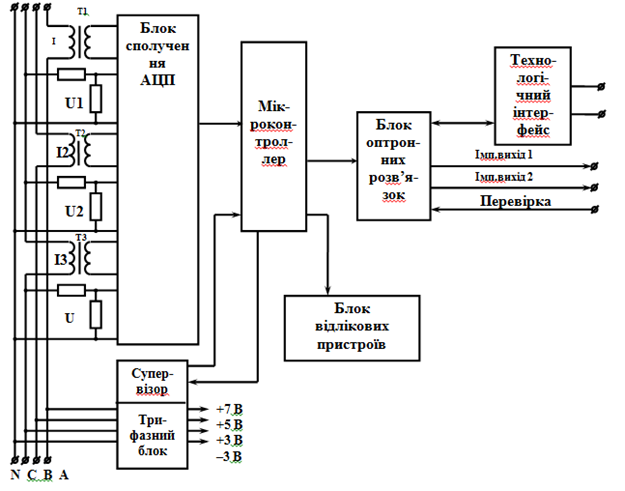 T1
I
U1
T2
I2
U2
T3
I3
U
Блок
сполучен
ня
АЦП
Мік-
рокон-
трол-
лер
Блок
оптрон-
них
розв’я-
зок
Техно-
логі-
чний
інтер-
фейс
Імп.вихід 1
Імп.вихід 2
Перевірка
Блок
відлікових
пристроїв
Супер-
візор
Три-
фазний
блок
+7 В
+5 В
+3 В
–3 В
N C B A